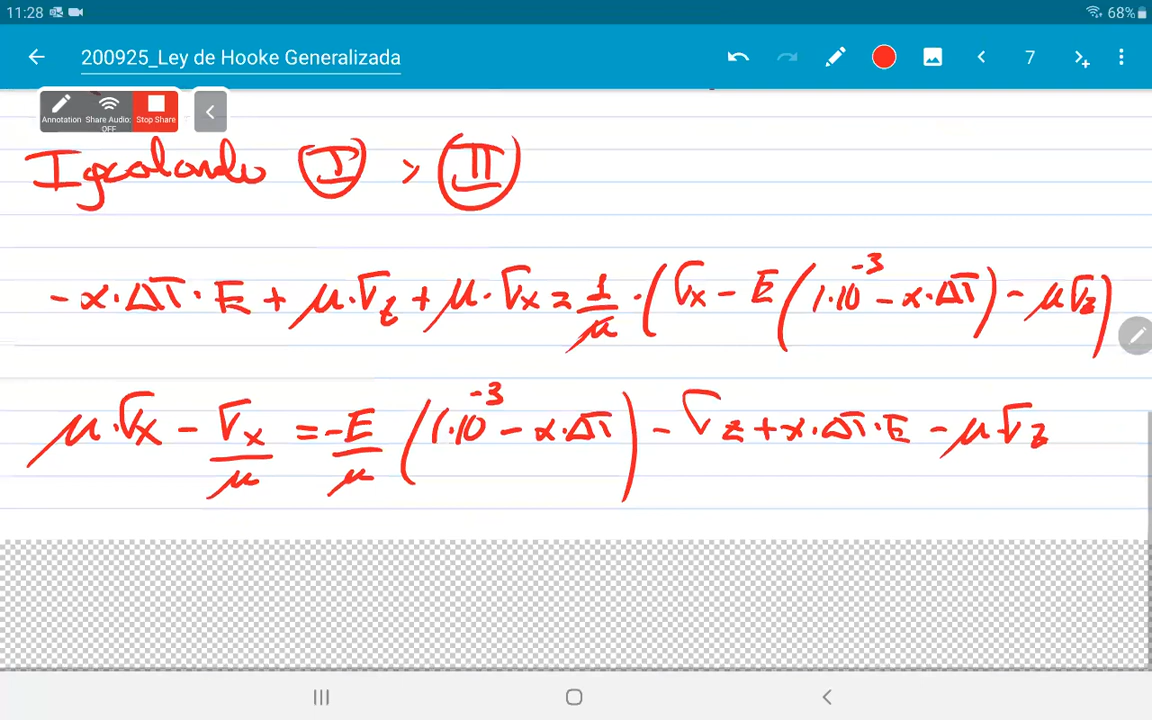 11:28 68%
200925_Ley de Hooke Generalizada 7
Annotation Share Audio: OFF Stop Share
Igualando I y II
-α·ΔT·E + μ·σz + μ·σx = 1/μ·(σx - E(1·10⁻³ - α·ΔT) - μσz)
μ·σx - σx/μ = -E/μ (1·10⁻³ - α·ΔT) - σz + α·ΔT·E - μσz